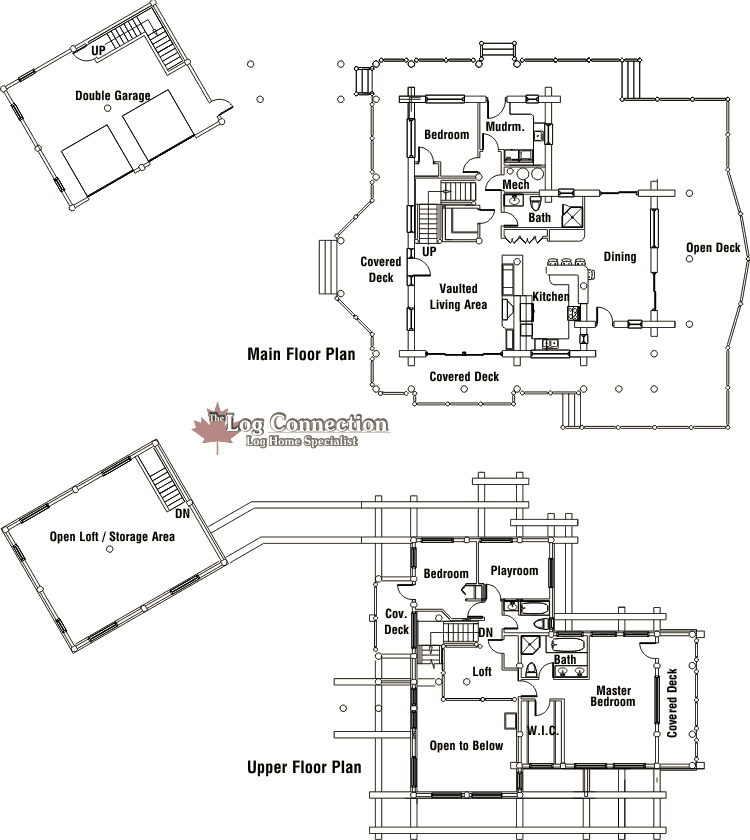 UP
Double Garage
Bedroom
Mudrm.
Mech
Bath
UP
Covered
Deck
Vaulted
Living Area
Kitchen
Dining
Open Deck
Main Floor Plan
Covered Deck
The Log Connection
Log Home Specialist
DN
Open Loft / Storage Area
Bedroom
Playroom
Cov.
Deck
DN
Loft
Bath
Master
Bedroom
Covered Deck
W.I.C.
Open to Below
Upper Floor Plan